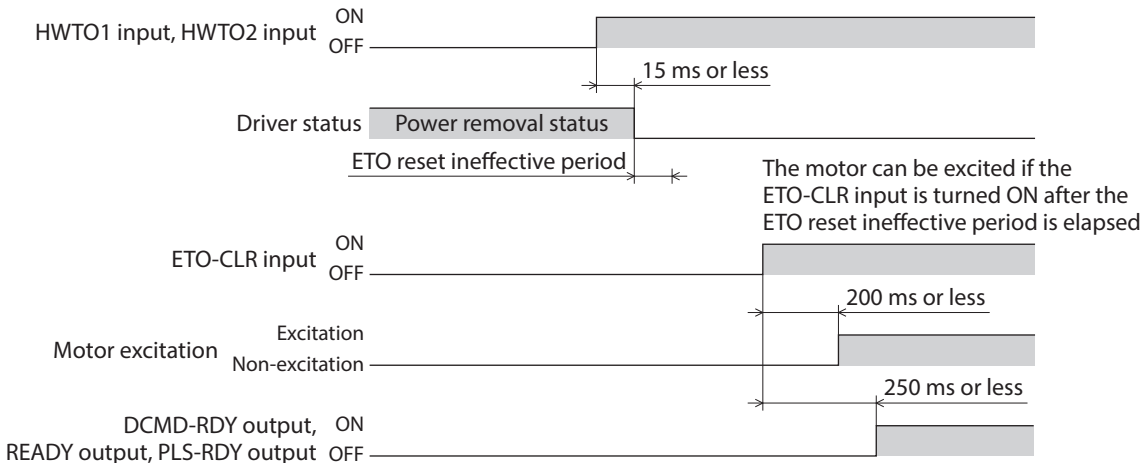 HWTO1 input, HWTO2 input
ON
OFF
15 ms or less
Driver status
Power removal status
ETO reset ineffective period
The motor can be excited if the
ETO-CLR input is turned ON after the
ETO reset ineffective period is elapsed
ETO-CLR input
ON
OFF
200 ms or less
Motor excitation
Excitation
Non-excitation
250 ms or less
DCMD-RDY output,
READY output, PLS-RDY output
ON
OFF